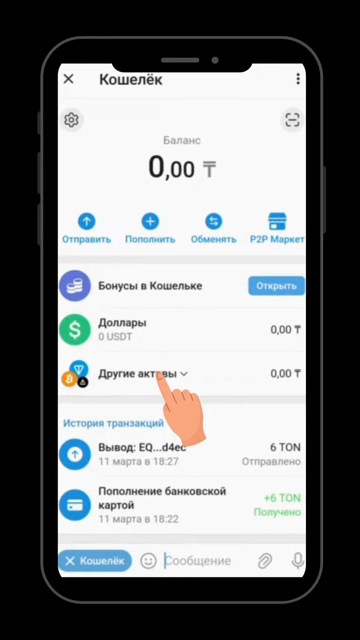 Кошелёк
Баланс
0,00 ₸
Отправить Пополнить Обменять P2P Маркет
Бонусы в Кошельке Открыть
Доллары
0 USDT 0,00 ₸
Другие активы 0,00 ₸
История транзакций
Вывод: EQ...d4ec 6 TON
11 марта в 18:27 Отправлено
Пополнение банковской
картой +6 TON
11 марта в 18:22 Получено
Кошелёк Сообщение